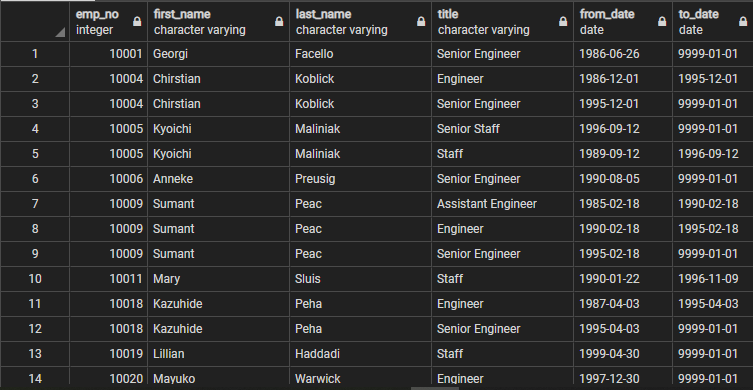 emp_no first_name last_name title from_date to_date
integer character varying character varying character varying date date
1 10001 Georgi Facello Senior Engineer 1986-06-26 9999-01-01
2 10004 Chirstian Koblick Engineer 1986-12-01 1995-12-01
3 10004 Chirstian Koblick Senior Engineer 1995-12-01 9999-01-01
4 10005 Kyoichi Maliniak Senior Staff 1996-09-12 9999-01-01
5 10005 Kyoichi Maliniak Staff 1989-09-12 1996-09-12
6 10006 Anneke Preusig Senior Engineer 1990-08-05 9999-01-01
7 10009 Sumant Peac Assistant Engineer 1985-02-18 1990-02-18
8 10009 Sumant Peac Engineer 1990-02-18 1995-02-18
9 10009 Sumant Peac Senior Engineer 1995-02-18 9999-01-01
10 10011 Mary Sluis Staff 1990-01-22 1996-11-09
11 10018 Kazuhide Peha Engineer 1987-04-03 1995-04-03
12 10018 Kazuhide Peha Senior Engineer 1995-04-03 9999-01-01
13 10019 Lillian Haddadi Staff 1999-04-30 9999-01-01
14 10020 Mayuko Warwick Engineer 1997-12-30 9999-01-01